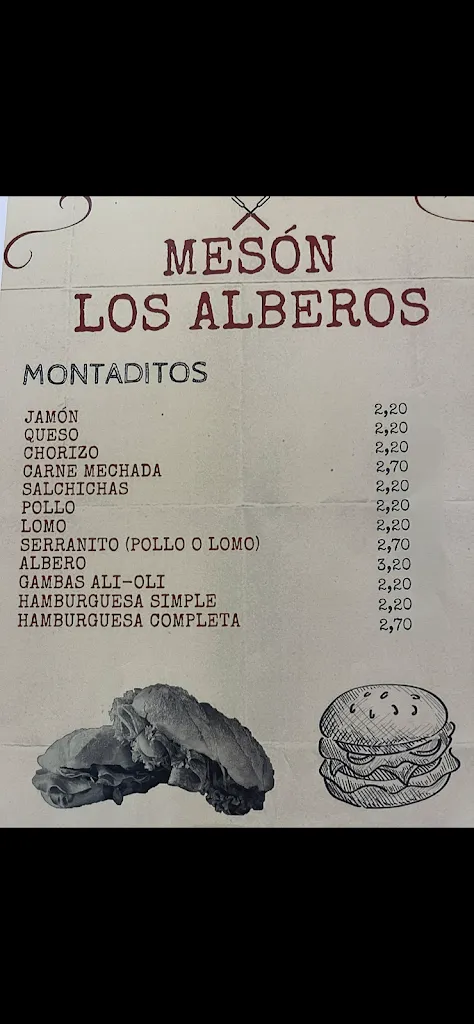 MESÓN
LOS ALBEROS
MONTADITOS
JAMÓN 2,20
QUESO 2,20
CHORIZO 2,20
CARNE MECHADA 2,70
SALCHICHAS 2,20
POLLO 2,20
LOMO 2,20
SERRANITO (POLLO O LOMO) 2,70
ALBERO 3,20
GAMBAS ALI-OLI 2,20
HAMBURGUESA SIMPLE 2,20
HAMBURGUESA COMPLETA 2,70